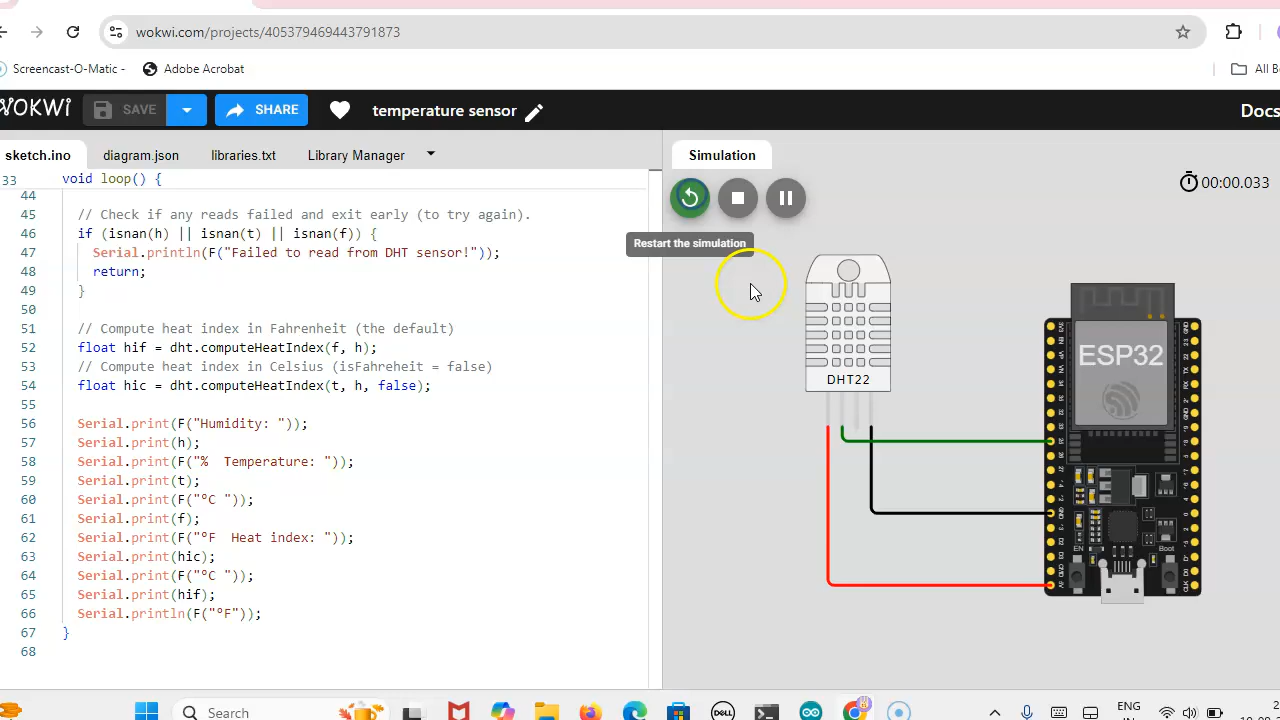 wokwi.com/projects/405379469443791873
Screencast-O-Matic -
Adobe Acrobat
All B
WOKWI
SAVE
SHARE
temperature sensor
Docs
sketch.ino
diagram.json
libraries.txt
Library Manager
Simulation
33 void loop() {
44
45 // Check if any reads failed and exit early (to try again).
46 if (isnan(h) || isnan(t) || isnan(f)) {
47 Serial.println(F("Failed to read from DHT sensor!"));
48 return;
49 }
50
51 // Compute heat index in Fahrenheit (the default)
52 float hif = dht.computeHeatIndex(f, h);
53 // Compute heat index in Celsius (isFahreheit = false)
54 float hic = dht.computeHeatIndex(t, h, false);
55
56 Serial.print(F("Humidity: "));
57 Serial.print(h);
58 Serial.print(F("%  Temperature: "));
59 Serial.print(t);
60 Serial.print(F("°C "));
61 Serial.print(f);
62 Serial.print(F("°F  Heat index: "));
63 Serial.print(hic);
64 Serial.print(F("°C "));
65 Serial.print(hif);
66 Serial.println(F("°F"));
67 }
68
00:00.033
Restart the simulation
DHT22
ESP32
EN
Boot
Search
DELL
ENG
IN